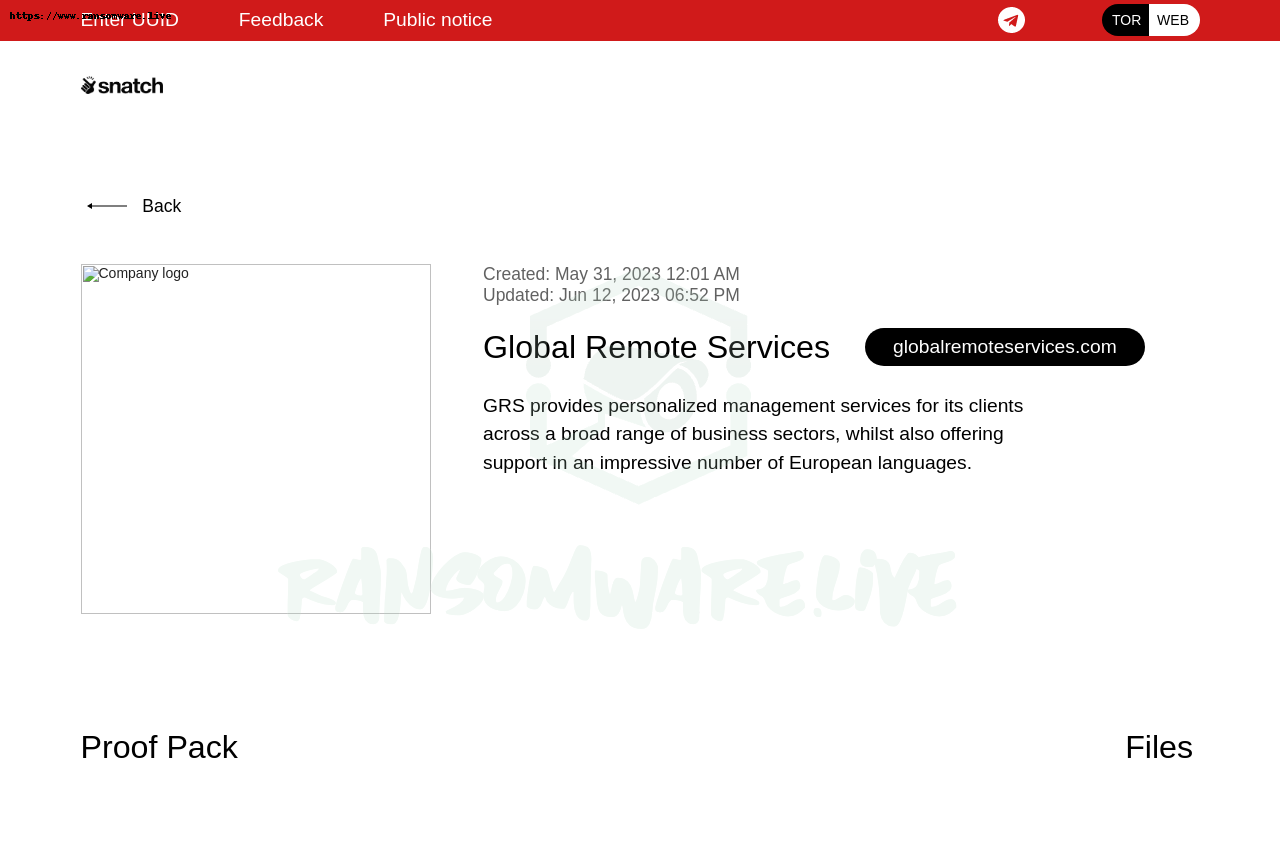 https://www.ransomware.live
Enter UUID
Feedback
Public notice
TOR
WEB
snatch
Back
Company logo
Created: May 31, 2023 12:01 AM
Updated: Jun 12, 2023 06:52 PM
Global Remote Services
globalremoteservices.com
GRS provides personalized management services for its clients
across a broad range of business sectors, whilst also offering
support in an impressive number of European languages.
RANSOMWARE.LiVE
Proof Pack
Files